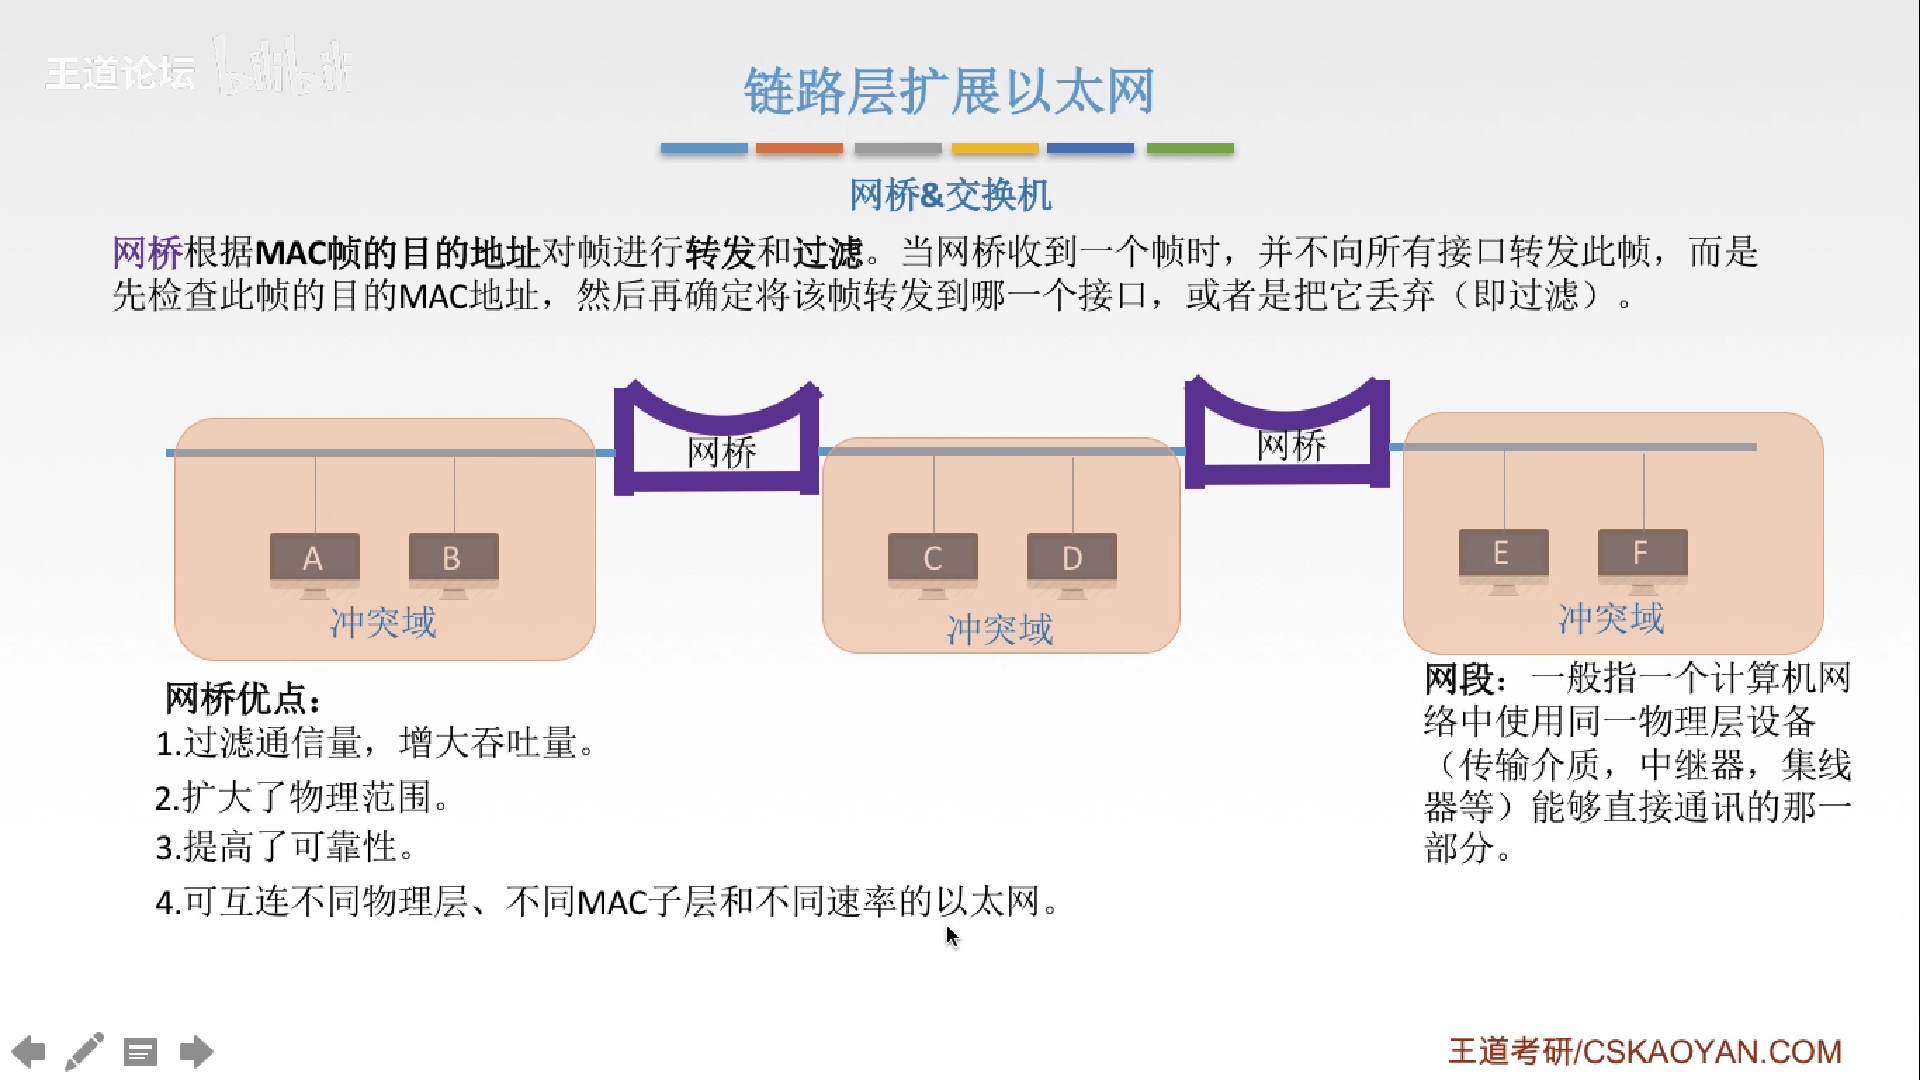 王道论坛 bilibili
链路层扩展以太网
网桥&交换机
网桥根据MAC帧的目的地址对帧进行转发和过滤。当网桥收到一个帧时，并不向所有接口转发此帧，而是
先检查此帧的目的MAC地址，然后再确定将该帧转发到哪一个接口，或者是把它丢弃（即过滤）。
网桥
网桥
A
B
C
D
E
F
冲突域
冲突域
冲突域
网桥优点：
1.过滤通信量，增大吞吐量。
2.扩大了物理范围。
3.提高了可靠性。
4.可互连不同物理层、不同MAC子层和不同速率的以太网。
网段：一般指一个计算机网
络中使用同一物理层设备
（传输介质，中继器，集线
器等）能够直接通讯的那一
部分。
王道考研/CSKAOYAN.COM